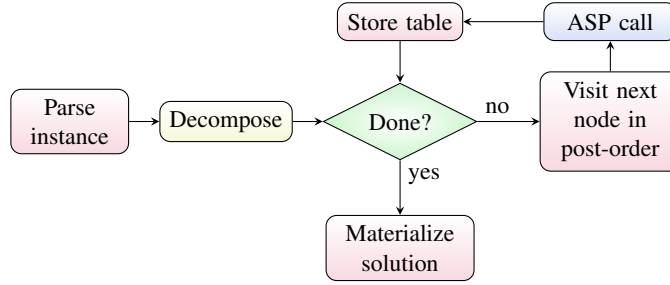 Store table
ASP call
Parse
instance
Decompose
Done?
no
Visit next
node in
post-order
yes
Materialize
solution